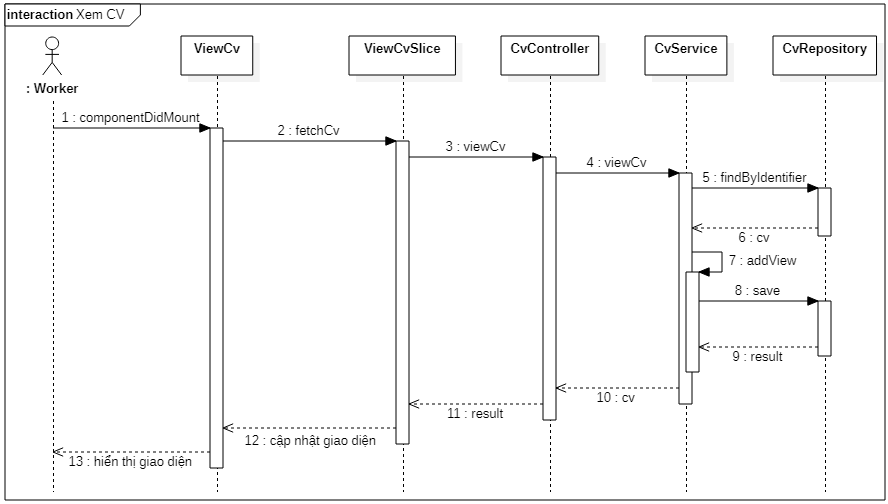 interaction Xem CV
ViewCv
ViewCvSlice
CvController
CvService
CvRepository
: Worker
1 : componentDidMount
2 : fetchCv
3 : viewCv
4 : viewCv
5 : findByIdentifier
6 : cv
7 : addView
8 : save
9 : result
10 : cv
11 : result
12 : cập nhật giao diện
13 : hiển thị giao diện